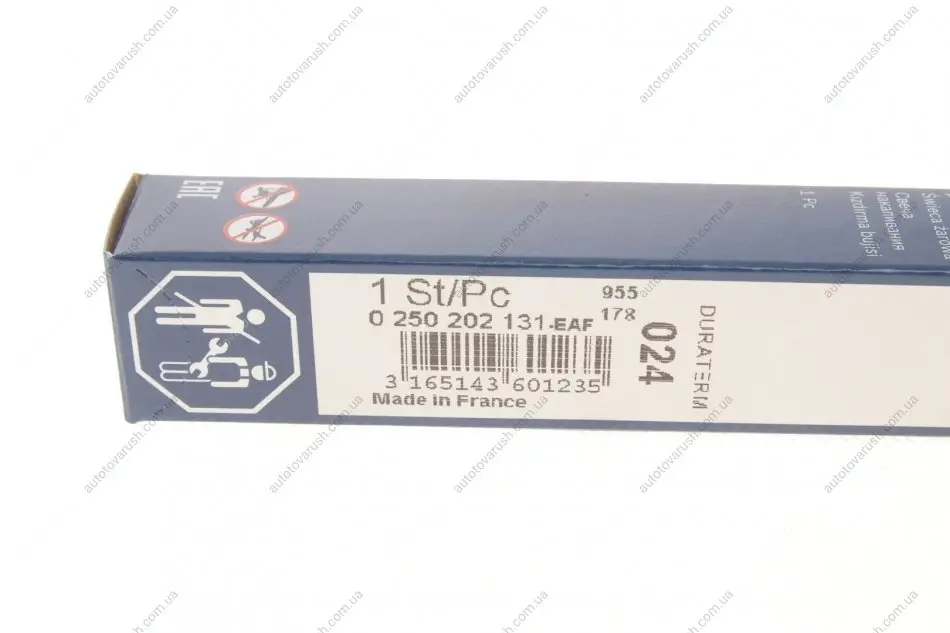 EAC
1 Pc
Świeca żarowa
Свеча
накаливания
Kızdırma bujisi
1 St/Pc
0 250 202 131-EAF
955
178
024
DURATERM
3 165143 601235
Made in France
autotovarush.com.ua